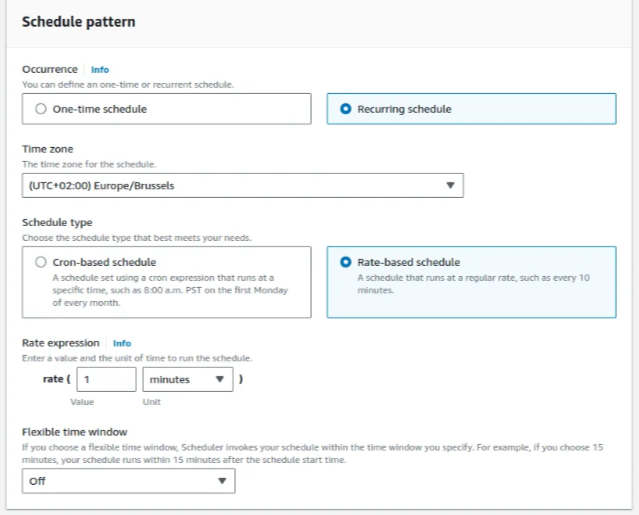 Schedule pattern
Occurrence Info
You can define an one-time or recurrent schedule.
One-time schedule
Recurring schedule
Time zone
The time zone for the schedule.
(UTC+02:00) Europe/Brussels
Schedule type
Choose the schedule type that best meets your needs.
Cron-based schedule
A schedule set using a cron expression that runs at a
specific time, such as 8:00 a.m. PST on the first Monday
of every month.
Rate-based schedule
A schedule that runs at a regular rate, such as every 10
minutes.
Rate expression Info
Enter a value and the unit of time to run the schedule.
rate ( 1 minutes )
Value Unit
Flexible time window
If you choose a flexible time window, Scheduler invokes your schedule within the time window you specify. For example, if you choose 15
minutes, your schedule runs within 15 minutes after the schedule start time.
Off